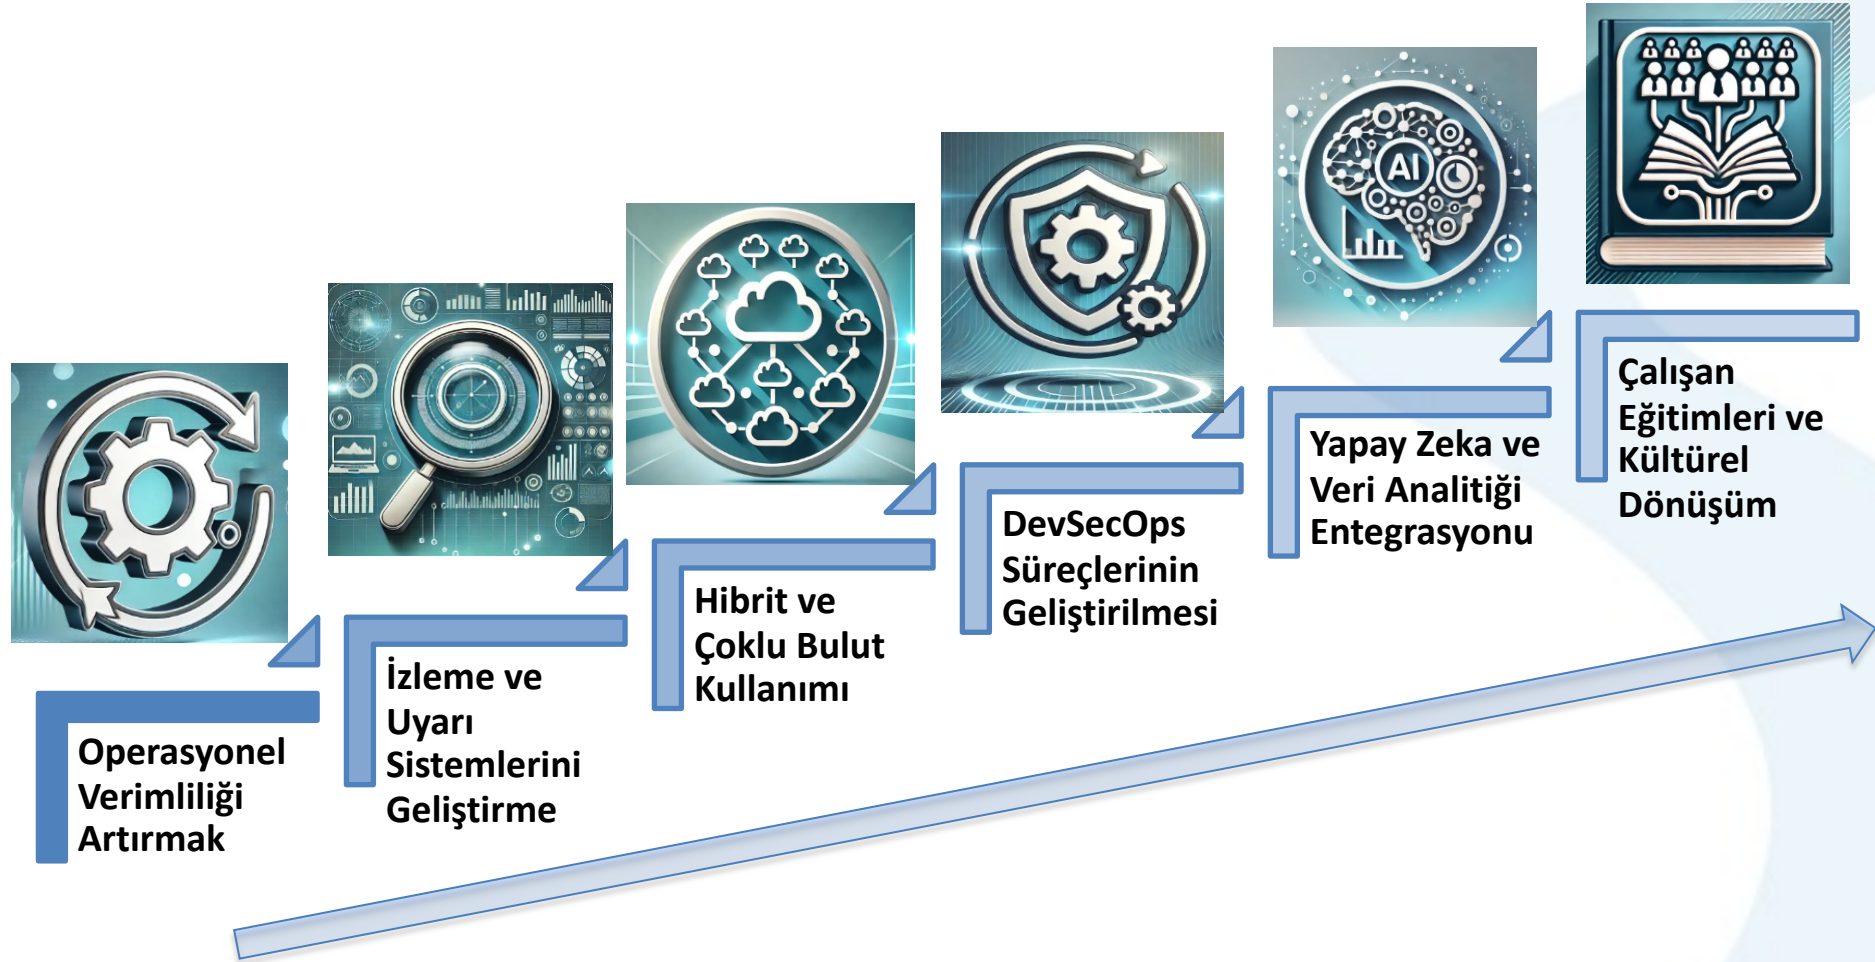 Operasyonel
Verimliliği
Artırmak
İzleme ve
Uyarı
Sistemlerini
Geliştirme
Hibrit ve
Çoklu Bulut
Kullanımı
DevSecOps
Süreçlerinin
Geliştirilmesi
AI
Yapay Zeka ve
Veri Analitiği
Entegrasyonu
Çalışan
Eğitimleri ve
Kültürel
Dönüşüm